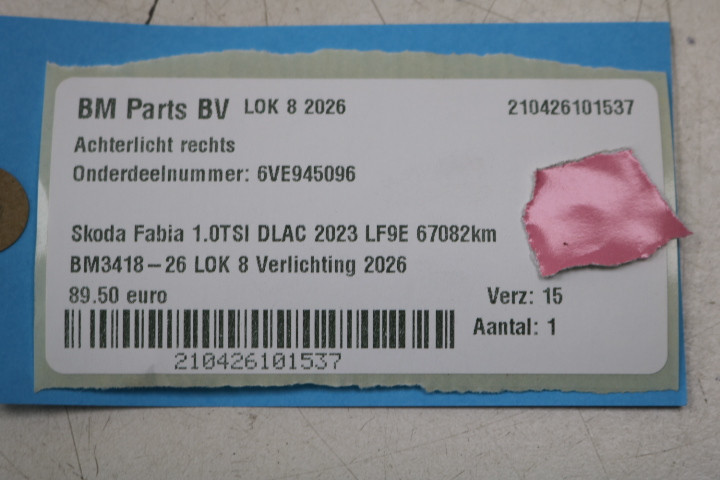 BM Parts BV LOK 8 2026 210426101537
Achterlicht rechts
Onderdeelnummer: 6VE945096
Skoda Fabia 1.0TSI DLAC 2023 LF9E 67082km
BM3418-26 LOK 8 Verlichting 2026
89.50 euro Verz: 15
Aantal: 1
210426101537